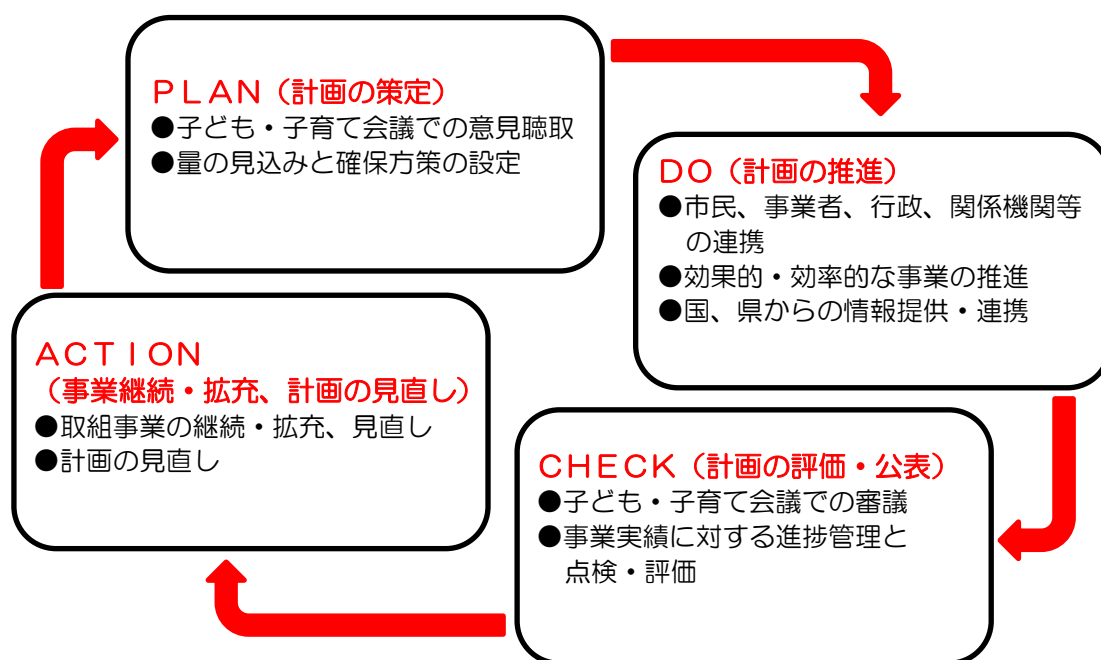 ＰＬＡＮ（計画の策定）
●子ども・子育て会議での意見聴取
●量の見込みと確保方策の設定
ＤＯ（計画の推進）
●市民、事業者、行政、関係機関等
の連携
●効果的・効率的な事業の推進
●国、県からの情報提供・連携
ＣＨＥＣＫ（計画の評価・公表）
●子ども・子育て会議での審議
●事業実績に対する進捗管理と
点検・評価
ＡＣＴＩＯＮ
（事業継続・拡充、計画の見直し）
●取組事業の継続・拡充、見直し
●計画の見直し